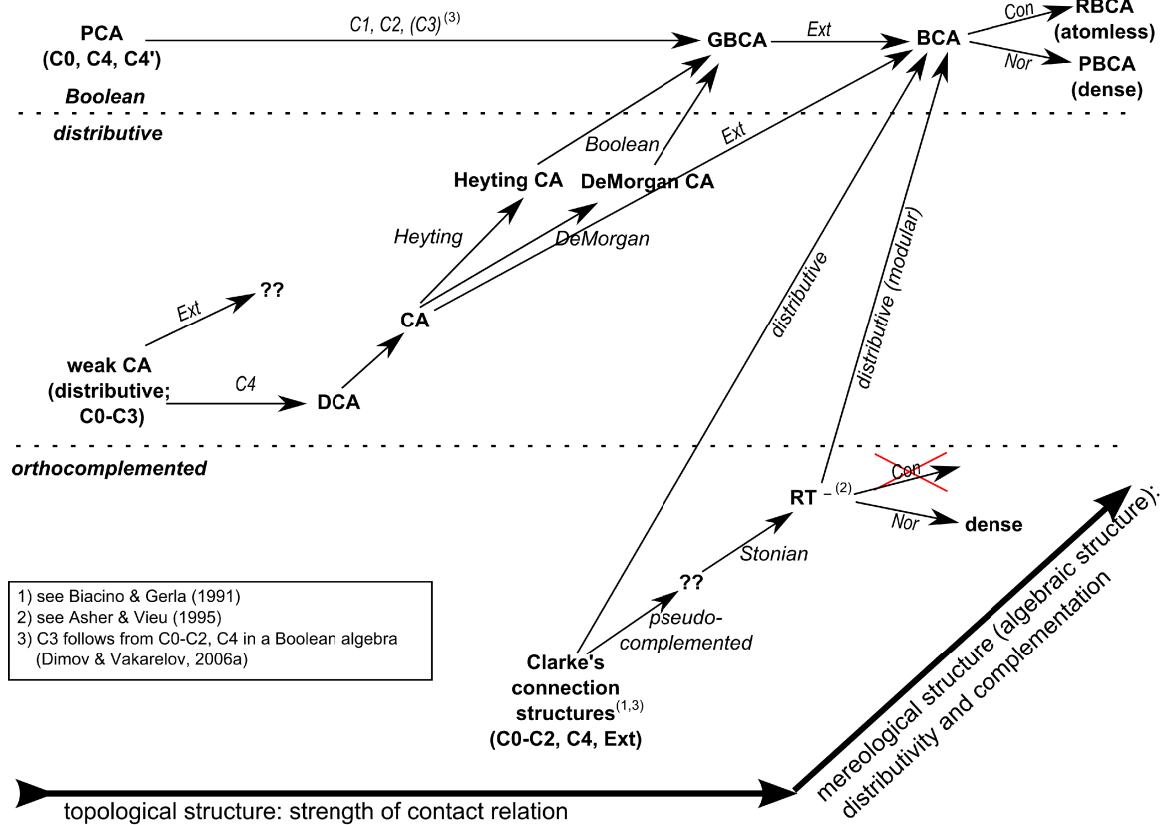 PCA
(C0, C4, C4')
C1, C2, (C3)(3)
GBCA
Ext
BCA
Con
RBCA
(atomless)
Nor
PBCA
(dense)
Boolean
distributive
Boolean
Ext
Heyting CA
DeMorgan CA
Heyting
DeMorgan
distributive
distributive (modular)
Ext
??
CA
weak CA
(distributive;
C0-C3)
C4
DCA
orthocomplemented
RT –(2)
Con
Nor
dense
Stonian
??
pseudo-
complemented
Clarke's
connection
structures(1,3)
(C0-C2, C4, Ext)
1) see Biacino & Gerla (1991)
2) see Asher & Vieu (1995)
3) C3 follows from C0-C2, C4 in a Boolean algebra
(Dimov & Vakarelov, 2006a)
topological structure: strength of contact relation
mereological structure (algebraic structure):
distributivity and complementation